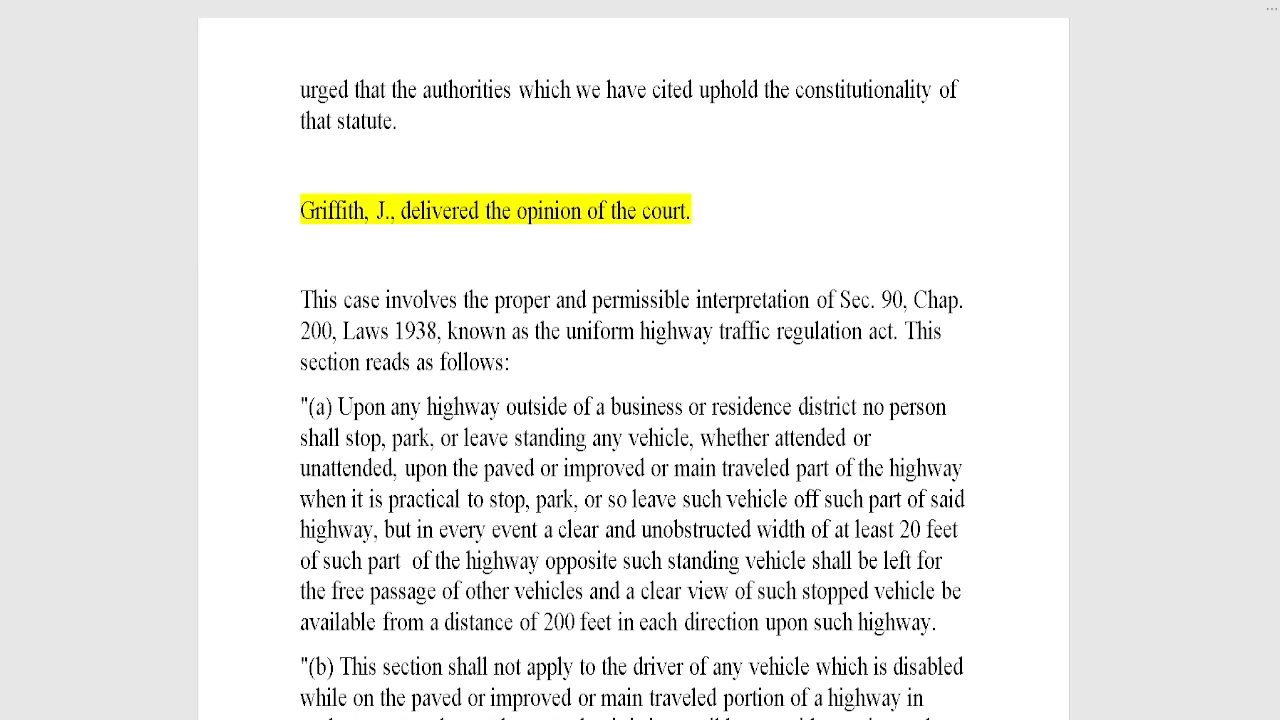 urged that the authorities which we have cited uphold the constitutionality of
that statute.
Griffith, J., delivered the opinion of the court.
This case involves the proper and permissible interpretation of Sec. 90, Chap.
200, Laws 1938, known as the uniform highway traffic regulation act. This
section reads as follows:
"(a) Upon any highway outside of a business or residence district no person
shall stop, park, or leave standing any vehicle, whether attended or
unattended, upon the paved or improved or main traveled part of the highway
when it is practical to stop, park, or so leave such vehicle off such part of said
highway, but in every event a clear and unobstructed width of at least 20 feet
of such part  of the highway opposite such standing vehicle shall be left for
the free passage of other vehicles and a clear view of such stopped vehicle be
available from a distance of 200 feet in each direction upon such highway.
"(b) This section shall not apply to the driver of any vehicle which is disabled
while on the paved or improved or main traveled portion of a highway in